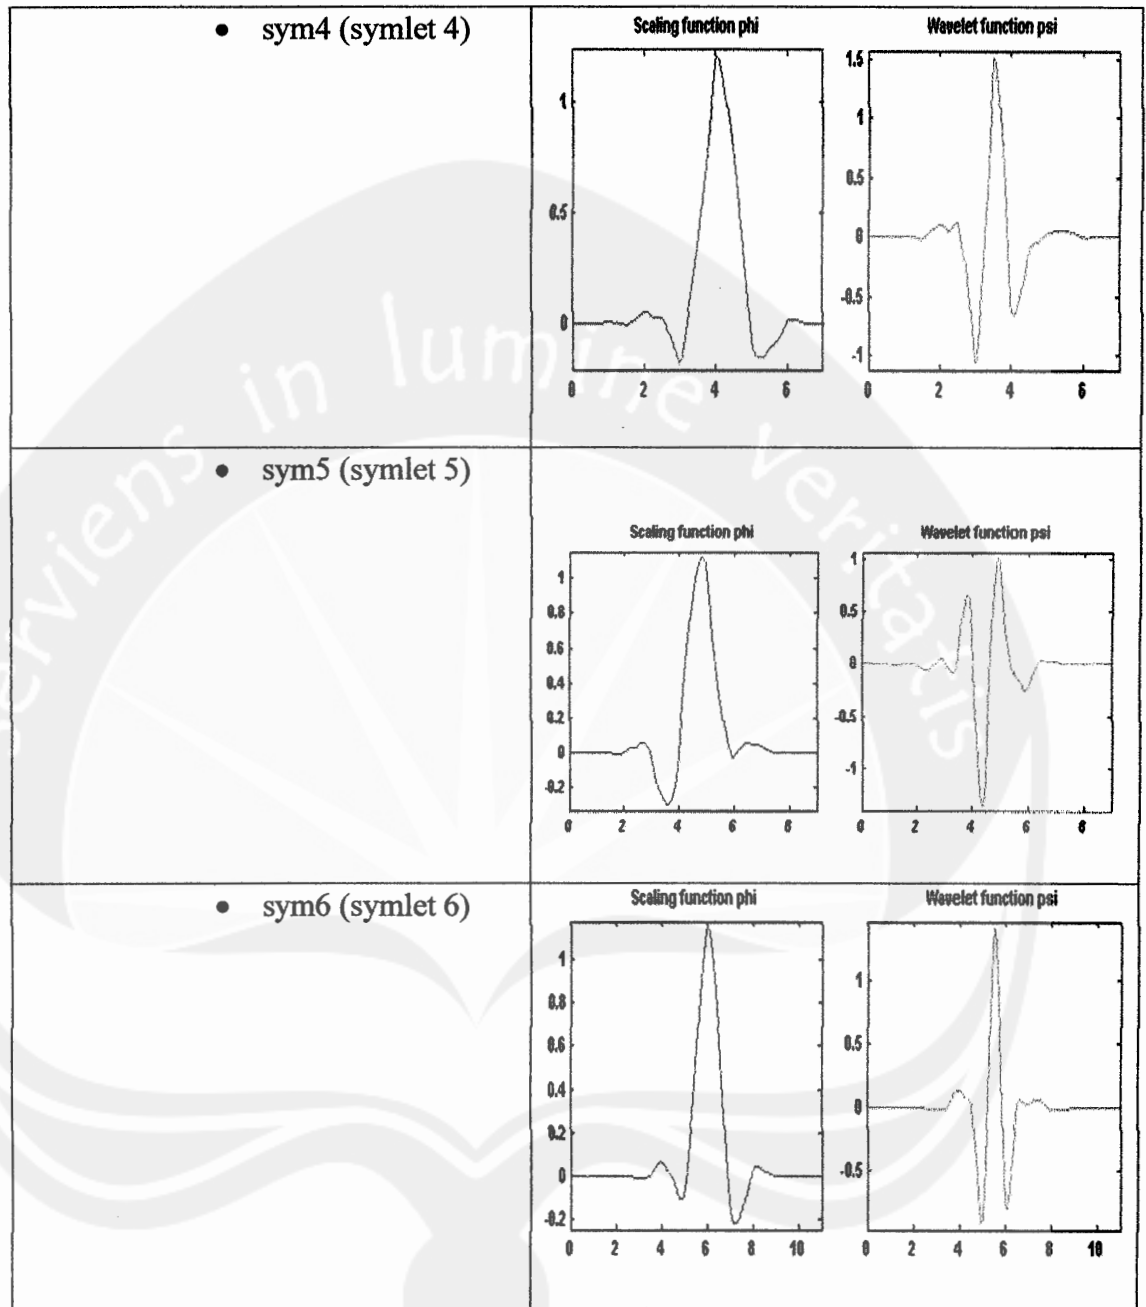 • sym4 (symlet 4)
Scaling function phi
1
0.5
0
0 2 4 6
Wavelet function psi
1.5
1
0.5
0
-0.5
-1
0 2 4 6
• sym5 (symlet 5)
Scaling function phi
1
0.8
0.6
0.4
0.2
0
-0.2
0 2 4 6 8
Wavelet function psi
1
0.5
0
-0.5
-1
0 2 4 6 8
• sym6 (symlet 6)
Scaling function phi
1
0.8
0.6
0.4
0.2
0
-0.2
0 2 4 6 8 10
Wavelet function psi
1
0.5
0
-0.5
0 2 4 6 8 10
serviens in lumine veritatis